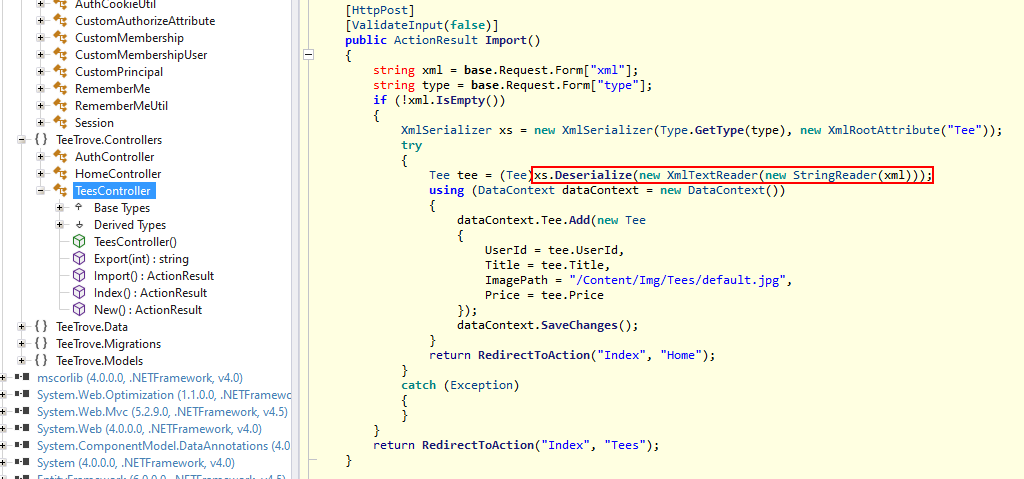 AuthCookieUtil
CustomAuthorizeAttribute
CustomMembership
CustomMembershipUser
CustomPrincipal
RememberMe
RememberMeUtil
Session
{ } TeeTrove.Controllers
AuthController
HomeController
TeesController
Base Types
Derived Types
TeesController()
Export(int) : string
Import() : ActionResult
Index() : ActionResult
New() : ActionResult
{ } TeeTrove.Data
{ } TeeTrove.Migrations
{ } TeeTrove.Models
mscorlib (4.0.0.0, .NETFramework, v4.0)
System.Web.Optimization (1.1.0.0, .NETFramewo
System.Web.Mvc (5.2.9.0, .NETFramework, v4.5)
System.Web (4.0.0.0, .NETFramework, v4.0)
System.ComponentModel.DataAnnotations (4.0
System (4.0.0.0, .NETFramework, v4.0)
EntityFramework (6.0.0.0, .NETFramework, v4.5)
[HttpPost]
[ValidateInput(false)]
public ActionResult Import()
{
string xml = base.Request.Form["xml"];
string type = base.Request.Form["type"];
if (!xml.IsEmpty())
{
XmlSerializer xs = new XmlSerializer(Type.GetType(type), new XmlRootAttribute("Tee"));
try
{
Tee tee = (Tee)xs.Deserialize(new XmlTextReader(new StringReader(xml)));
using (DataContext dataContext = new DataContext())
{
dataContext.Tee.Add(new Tee
{
UserId = tee.UserId,
Title = tee.Title,
ImagePath = "/Content/Img/Tees/default.jpg",
Price = tee.Price
});
dataContext.SaveChanges();
}
return RedirectToAction("Index", "Home");
}
catch (Exception)
{
}
}
return RedirectToAction("Index", "Tees");
}